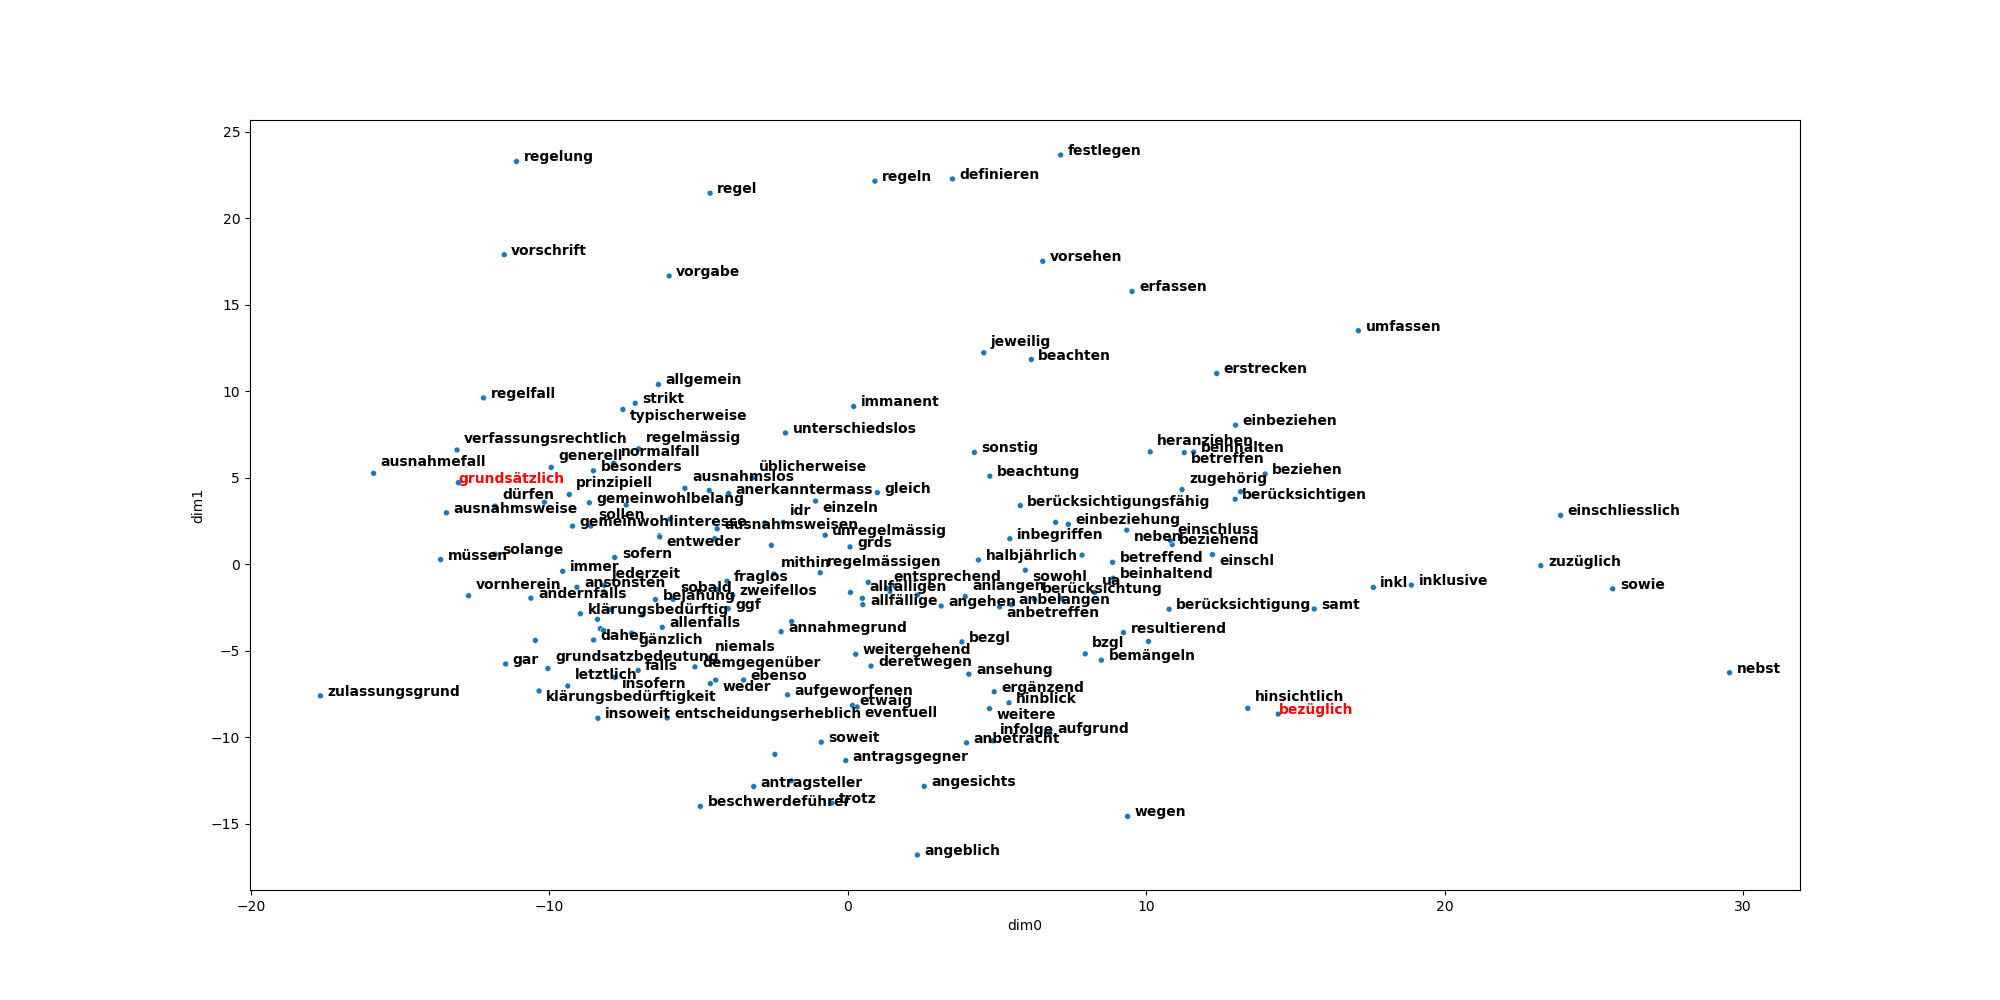 25
festlegen
regelung
definieren
regeln
regel
20
vorschrift
vorsehen
vorgabe
erfassen
15
umfassen
jeweilig
beachten
erstrecken
allgemein
10
regelfall
strikt
immanent
typischerweise
einbeziehen
unterschiedslos
verfassungsrechtlich
regelmässig
heranziehen
sonstig
beinhalten
normalfall
generell
betreffen
ausnahmefall
besonders
üblicherweise
beachtung
beziehen
5
grundsätzlich
ausnahmslos
zugehörig
prinzipiell
anerkanntermass
gleich
dürfen
berücksichtigen
gemeinwohlbelang
berücksichtigungsfähig
ausnahmsweise
einzeln
idr
einschliesslich
sollen
gemeinwohlinteresse
ausnahmsweisen
einbeziehung
unregelmässig
einschluss
inbegriffen
neben
beziehend
entweder
grds
solange
müssen
sofern
halbjährlich
betreffend
einschl
0
mithin
regelmässigen
zuzüglich
immer
jederzeit
fraglos
entsprechend
sowohl
beinhaltend
vornherein
ansonsten
sobald
zweifellos
allfälligen
anlangen
ua
berücksichtung
inkl
inklusive
sowie
andernfalls
bejahung
ggf
allfällige
angehen
anbelangen
klärungsbedürftig
anbetreffen
berücksichtigung
samt
allenfalls
annahmegrund
resultierend
daher
gänzlich
bezgl
bzgl
niemals
weitergehend
bemängeln
−5
gar
grundsatzbedeutung
falls
demgegenüber
deretwegen
ansehung
nebst
letztlich
ebenso
insofern
weder
zulassungsgrund
klärungsbedürftigkeit
aufgeworfenen
ergänzend
hinblick
hinsichtlich
etwaig
bezüglich
insoweit
entscheidungserheblich
eventuell
weitere
infolge
aufgrund
soweit
anbetracht
−10
antragsgegner
antragsteller
angesichts
beschwerdeführer
trotz
wegen
−15
angeblich
−20
−10
0
10
20
30
dim0
dim1